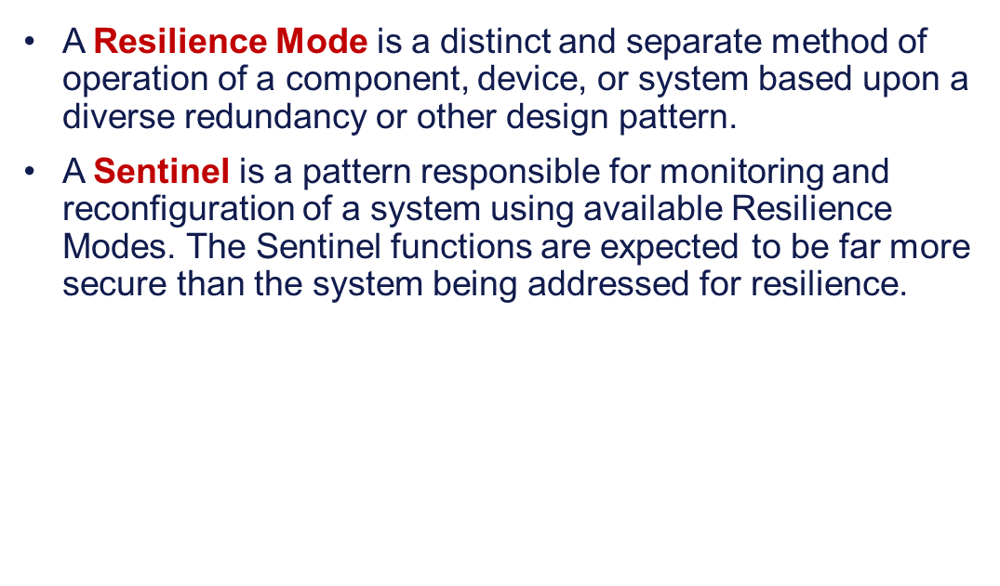 • A Resilience Mode is a distinct and separate method of
operation of a component, device, or system based upon a
diverse redundancy or other design pattern.
• A Sentinel is a pattern responsible for monitoring and
reconfiguration of a system using available Resilience
Modes. The Sentinel functions are expected to be far more
secure than the system being addressed for resilience.